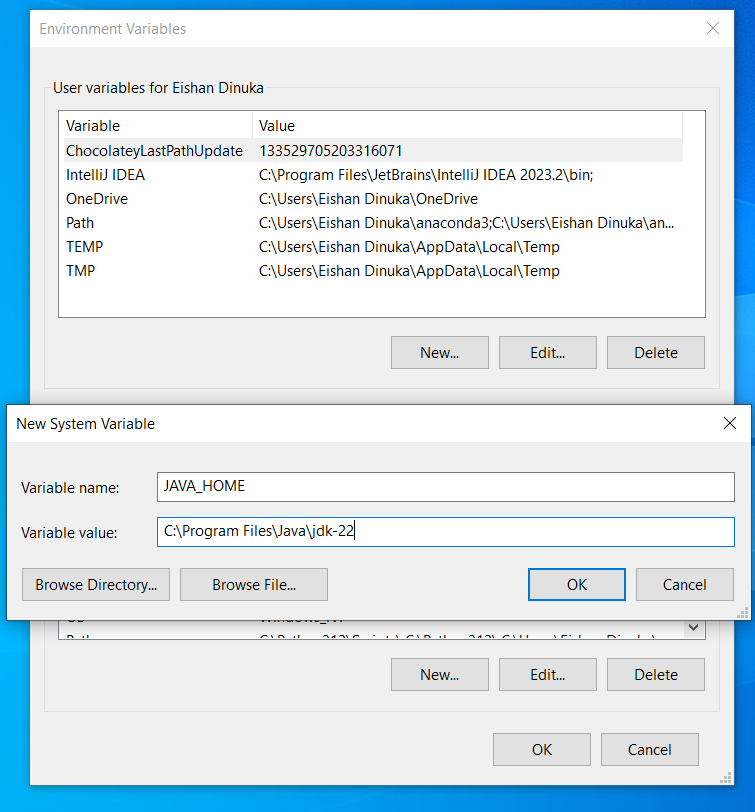 Environment Variables
User variables for Eishan Dinuka
Variable Value
ChocolateyLastPathUpdate 133529705203316071
IntelliJ IDEA C:\Program Files\JetBrains\IntelliJ IDEA 2023.2\bin;
OneDrive C:\Users\Eishan Dinuka\OneDrive
Path C:\Users\Eishan Dinuka\anaconda3;C:\Users\Eishan Dinuka\an...
TEMP C:\Users\Eishan Dinuka\AppData\Local\Temp
TMP C:\Users\Eishan Dinuka\AppData\Local\Temp
New... Edit... Delete
New System Variable
Variable name: JAVA_HOME
Variable value: C:\Program Files\Java\jdk-22
Browse Directory... Browse File... OK Cancel
New... Edit... Delete
OK Cancel